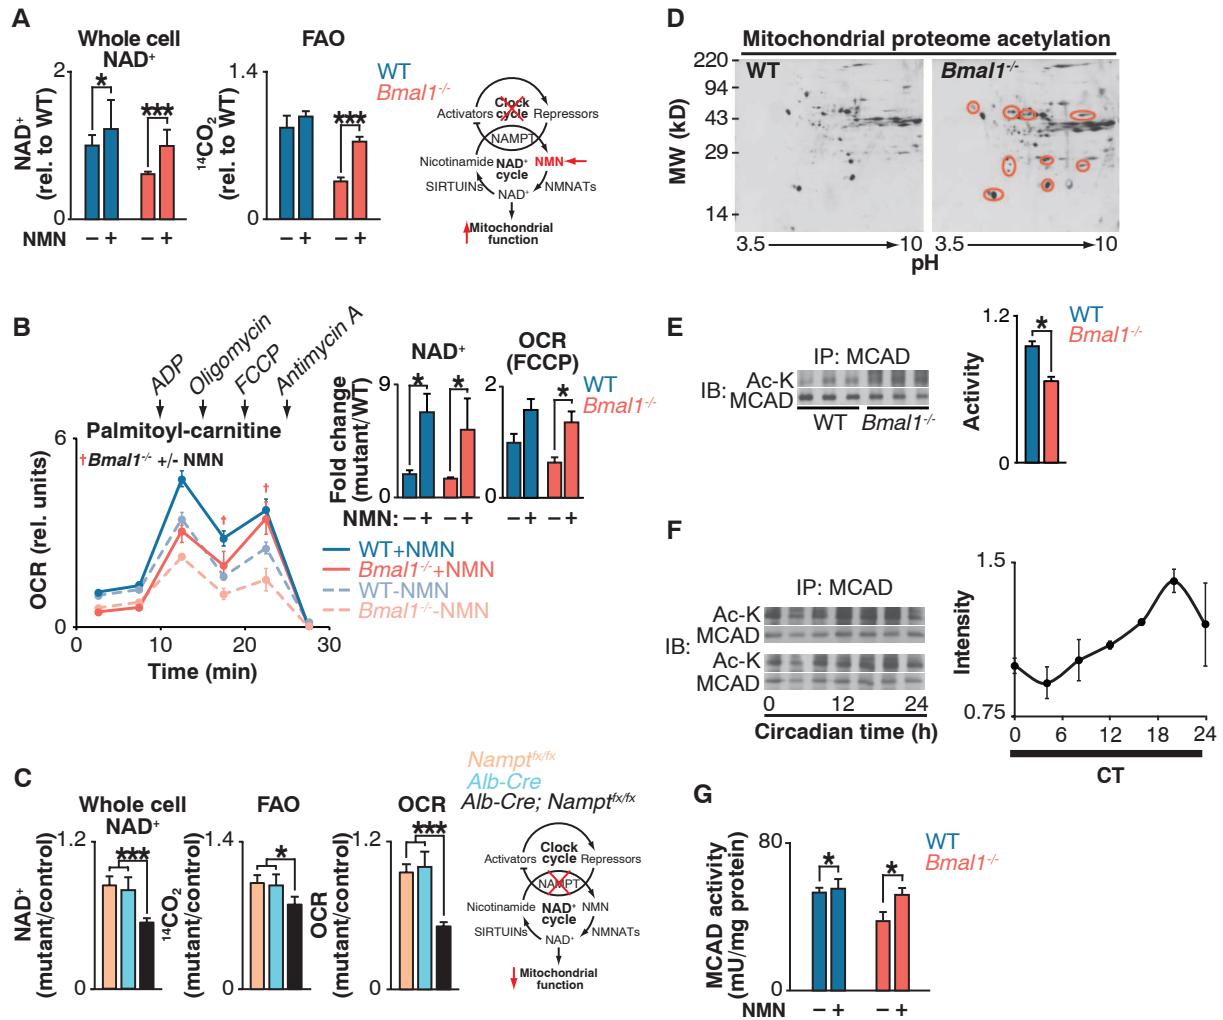 A
Whole cell
NAD⁺
NAD⁺
(rel. to WT)
2
0
*
***
NMN
– + – +
FAO
¹⁴CO₂
(rel. to WT)
1.4
0
***
– + – +
WT
Bmal1⁻/⁻
Clock
cycle
Activators
Repressors
NAMPT
Nicotinamide
NAD⁺
cycle
NMN
SIRTUINs
NAD⁺
NMNATs
Mitochondrial
function
B
ADP
Oligomycin
FCCP
Antimycin A
Palmitoyl-carnitine
†Bmal1⁻/⁻ +/- NMN
OCR (rel. units)
6
0
† †
0 10 20 30
Time (min)
NAD⁺
Fold change
(mutant/WT)
9
0
* *
OCR
(FCCP)
2
0
*
WT
Bmal1⁻/⁻
NMN: – + – + – + – +
WT+NMN
Bmal1⁻/⁻+NMN
WT-NMN
Bmal1⁻/⁻-NMN
C
Namptᶠˣ/ᶠˣ
Alb-Cre
Alb-Cre; Namptᶠˣ/ᶠˣ
Whole cell
NAD⁺
NAD⁺
(mutant/control)
1.2
0
***
FAO
¹⁴CO₂
(mutant/control)
1.4
0
*
OCR
OCR
(mutant/control)
1.2
0
***
Clock
cycle
Activators
Repressors
NAMPT
Nicotinamide
NAD⁺
cycle
NMN
SIRTUINs
NAD⁺
NMNATs
Mitochondrial
function
D
Mitochondrial proteome acetylation
WT
Bmal1⁻/⁻
MW (kD)
220
94
43
29
14
3.5 10 3.5 10
pH
E
IP: MCAD
IB:
Ac-K
MCAD
WT Bmal1⁻/⁻
Activity
1.2
0
*
WT
Bmal1⁻/⁻
F
IP: MCAD
IB:
Ac-K
MCAD
Ac-K
MCAD
0 12 24
Circadian time (h)
Intensity
1.5
0.75
0 6 12 18 24
CT
G
MCAD activity
(mU/mg protein)
80
0
* *
WT
Bmal1⁻/⁻
NMN – + – +